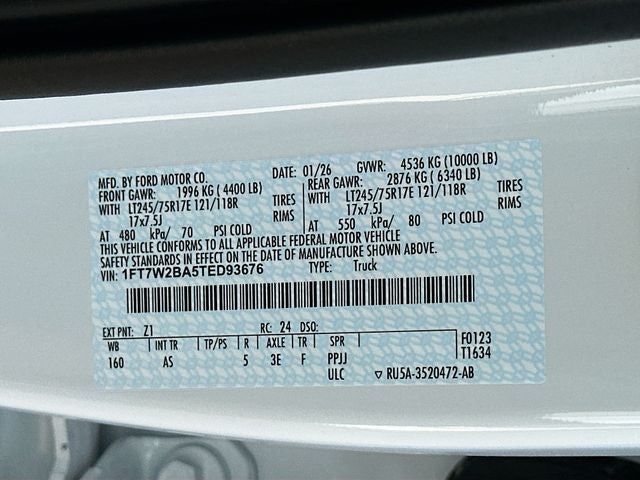 MFD. BY FORD MOTOR CO. DATE: 01/26 GVWR: 4536 KG (10000 LB)
FRONT GAWR: 1996 KG ( 4400 LB) REAR GAWR: 2876 KG ( 6340 LB)
WITH LT245/75R17E 121/118R TIRES WITH LT245/75R17E 121/118R TIRES
17x7.5J RIMS 17x7.5J RIMS
AT 480 kPa/ 70 PSI COLD AT 550 kPa/ 80 PSI COLD
THIS VEHICLE CONFORMS TO ALL APPLICABLE FEDERAL MOTOR VEHICLE
SAFETY STANDARDS IN EFFECT ON THE DATE OF MANUFACTURE SHOWN ABOVE.
VIN: 1FT7W2BA5TED93676 TYPE: Truck
EXT PNT: Z1 RC: 24 DSO:
WB INT TR TP/PS R AXLE TR SPR F0123
160 AS 5 3E F PPJJ T1634
ULC ▽ RU5A-3520472-AB